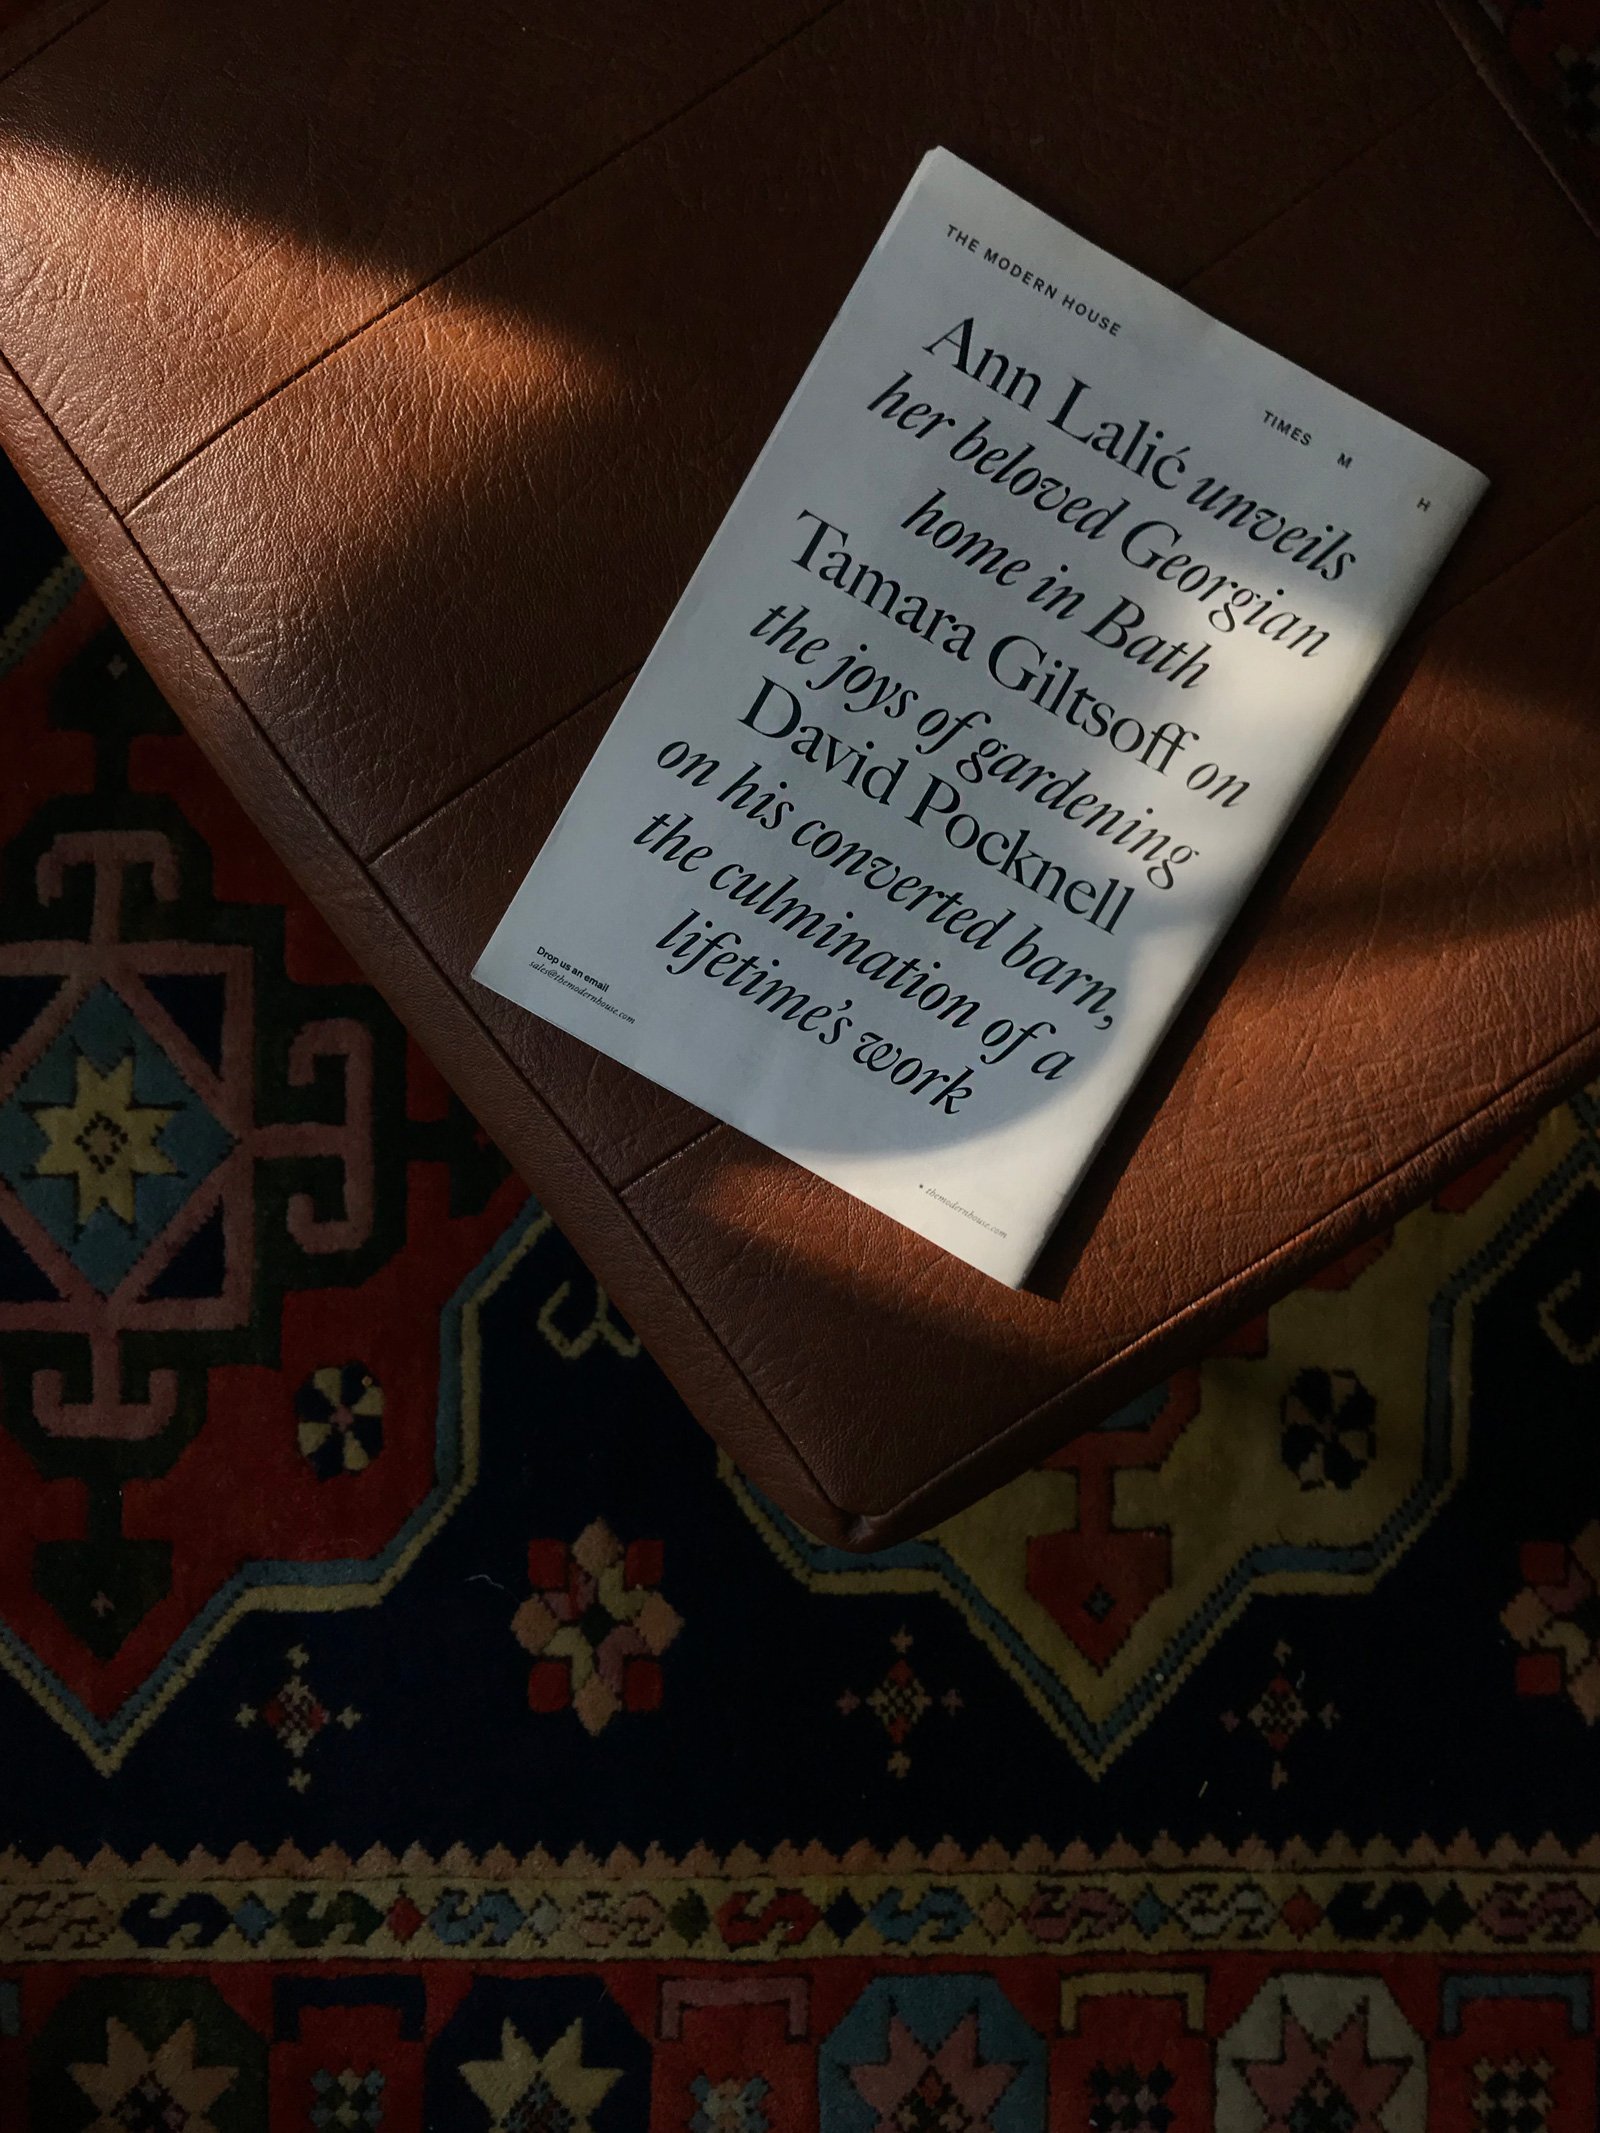 THE MODERN HOUSE
TIMES M H
Ann Lalić unveils
her beloved Georgian
home in Bath
Tamara Giltsoff on
the joys of gardening
David Pocknell
on his converted barn,
the culmination of a
lifetime's work
Drop us an email
sales@themodernhouse.com
themodernhouse.com